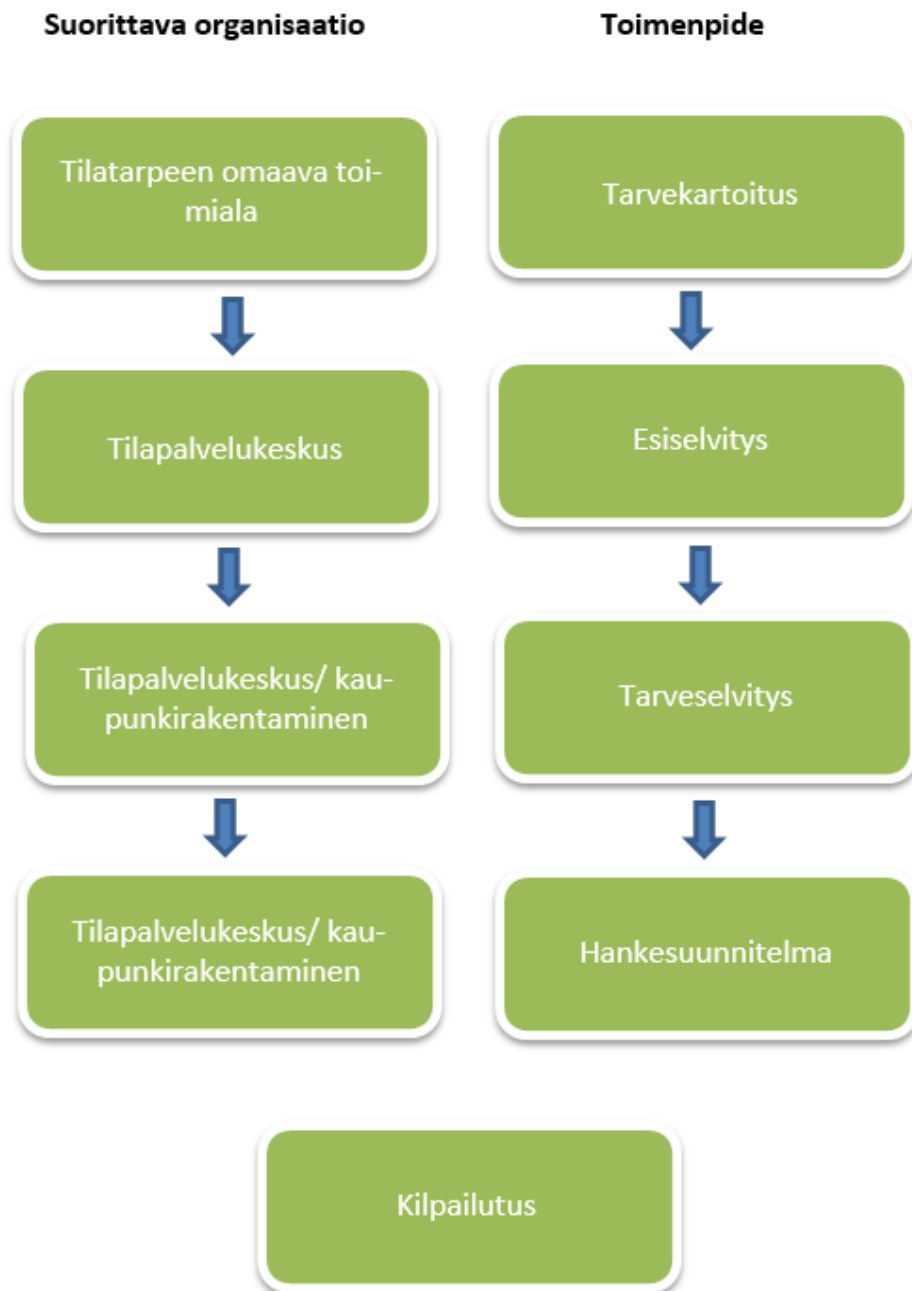 Suorittava organisaatio
Toimenpide
Tilatarpeen omaava toi-
miala
Tarvekartoitus
Tilapalvelukeskus
Esiselvitys
Tilapalvelukeskus/ kau-
punkirakentaminen
Tarveselvitys
Tilapalvelukeskus/ kau-
punkirakentaminen
Hankesuunnitelma
Kilpailutus